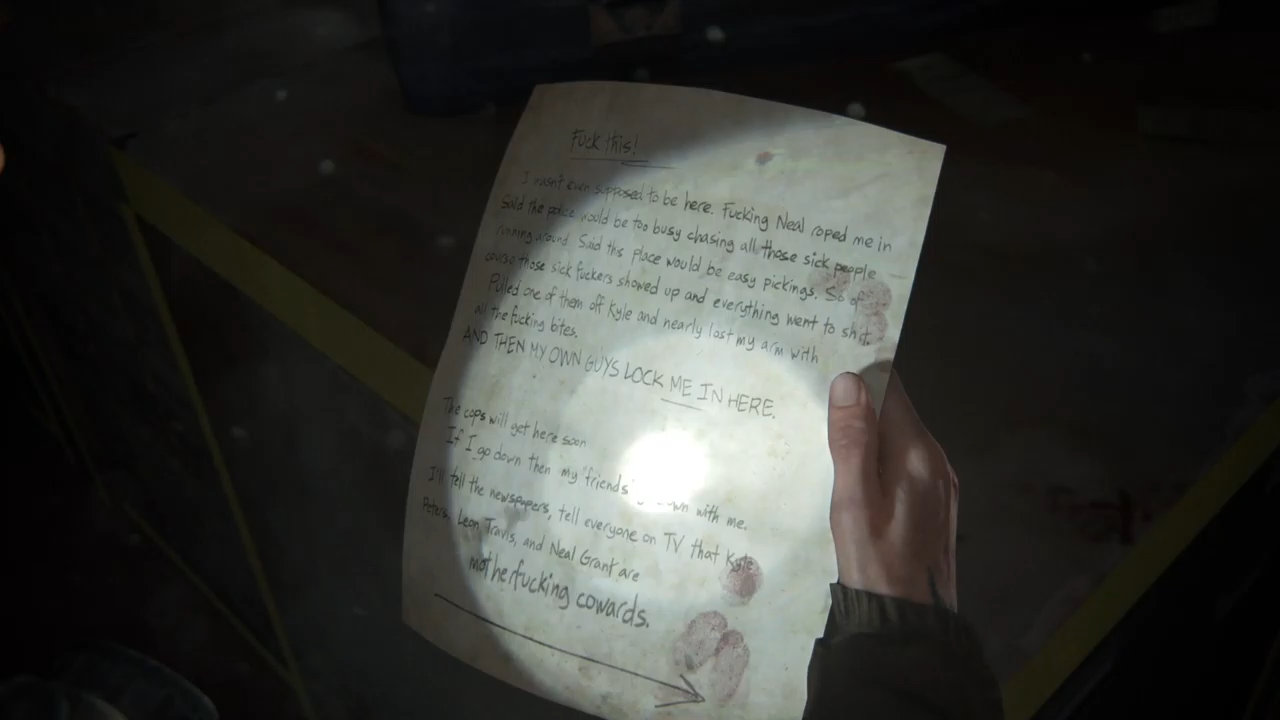 Fuck this!
I wasn't even supposed to be here. Fucking Neal roped me in
Said the police would be too busy chasing all those sick people
running around. Said this place would be easy pickings. So of
course those sick fuckers showed up and everything went to shit.
Pulled one of them off Kyle and nearly lost my arm with
all the fucking bites.
AND THEN MY OWN GUYS LOCK ME IN HERE.
The cops will get here soon
If I go down then my 'friends' down with me.
I'll tell the newspapers, tell everyone on TV that Kyle
Peters, Leon Travis, and Neal Grant are
motherfucking cowards.